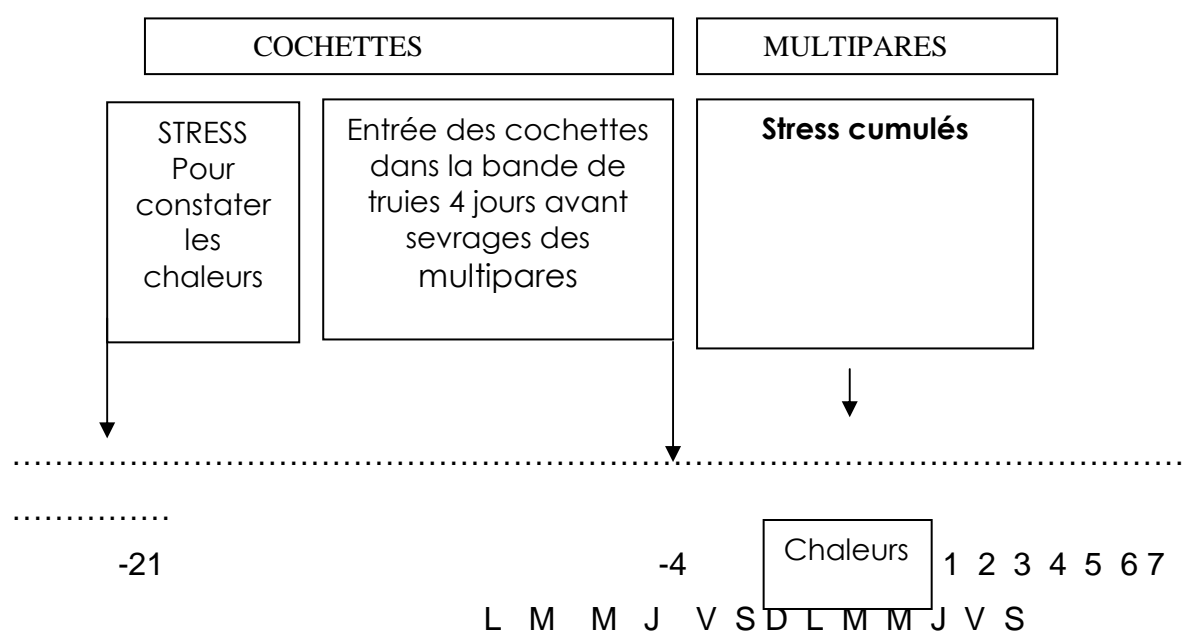 COCHETTES
MULTIPARES
STRESS
Pour
constater
les
chaleurs
Entrée des cochettes
dans la bande de
truies 4 jours avant
sevrages des
multipares
Stress cumulés
-21
-4
Chaleurs
1 2 3 4 5 6 7
L M M J V S D L M M J V S